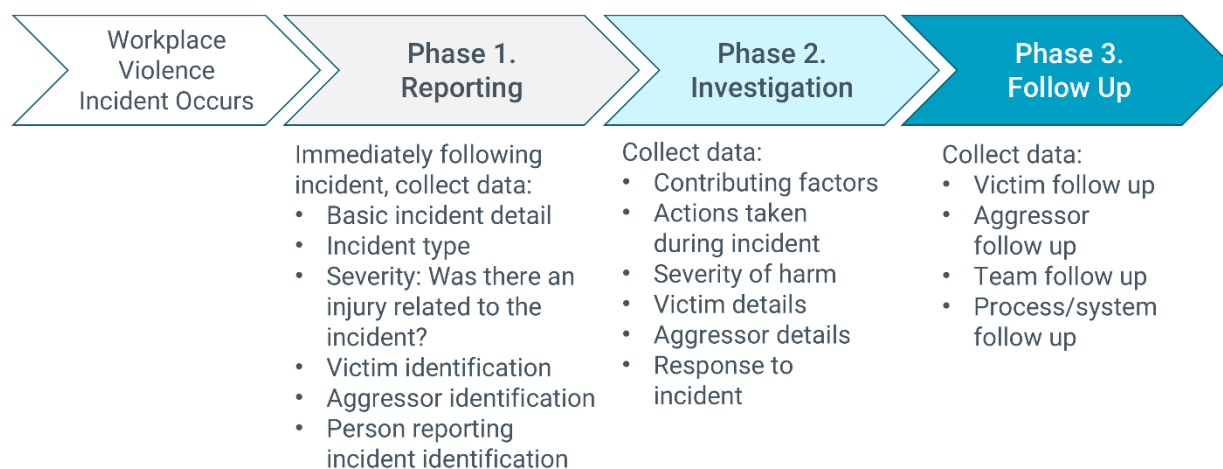 Workplace
Violence
Incident Occurs
Phase 1.
Reporting
Phase 2.
Investigation
Phase 3.
Follow Up
Immediately following
incident, collect data:
• Basic incident detail
• Incident type
• Severity: Was there an
injury related to the
incident?
• Victim identification
• Aggressor identification
• Person reporting
incident identification
Collect data:
• Contributing factors
• Actions taken
during incident
• Severity of harm
• Victim details
• Aggressor details
• Response to
incident
Collect data:
• Victim follow up
• Aggressor
follow up
• Team follow up
• Process/system
follow up